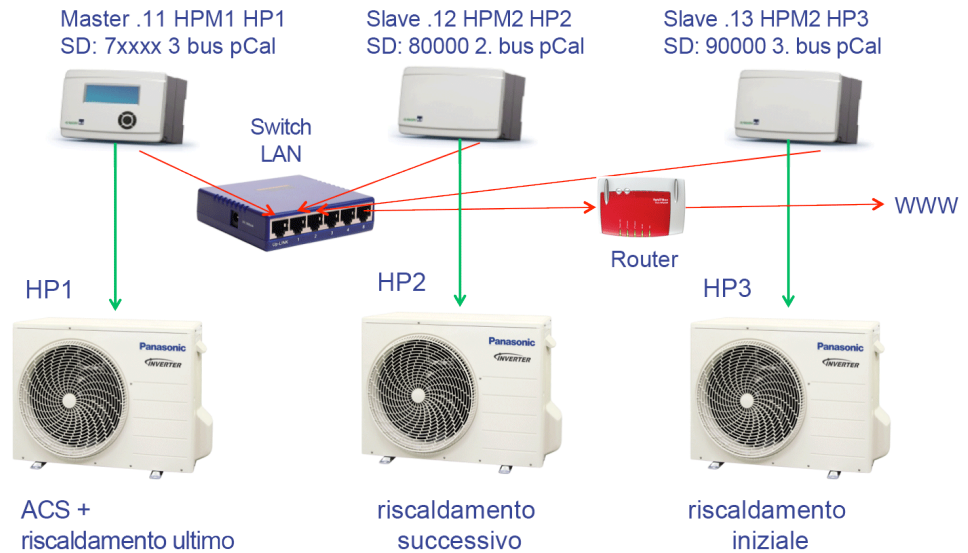 Master .11 HPM1 HP1
SD: 7xxxx 3 bus pCal
Slave .12 HPM2 HP2
SD: 80000 2. bus pCal
Slave .13 HPM2 HP3
SD: 90000 3. bus pCal
Switch
LAN
WWW
Router
HP1
HP2
HP3
Panasonic
INVERTER
Panasonic
INVERTER
Panasonic
INVERTER
ACS +
riscaldamento ultimo
riscaldamento
successivo
riscaldamento
iniziale